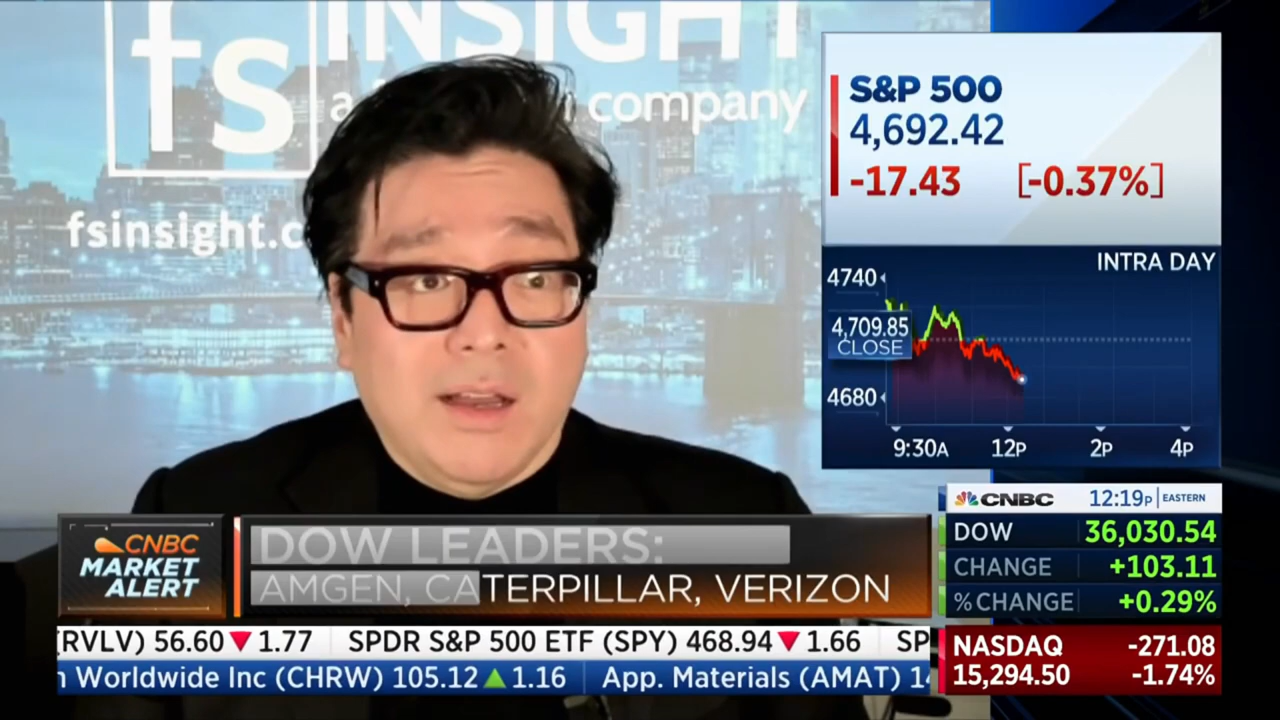 fs
INSIGHT
company
fsinsight.c
S&P 500
4,692.42
-17.43 [-0.37%]
INTRA DAY
4740
4,709.85
CLOSE
4680
9:30A 12P 2P 4P
CNBC 12:19P EASTERN
DOW 36,030.54
CHANGE +103.11
% CHANGE +0.29%
NASDAQ -271.08
15,294.50 -1.74%
CNBC
MARKET
ALERT
DOW LEADERS:
AMGEN, CATERPILLAR, VERIZON
(RVLV) 56.60 ▼ 1.77 SPDR S&P 500 ETF (SPY) 468.94 ▼ 1.66 SP
Worldwide Inc (CHRW) 105.12 ▲ 1.16 App. Materials (AMAT)